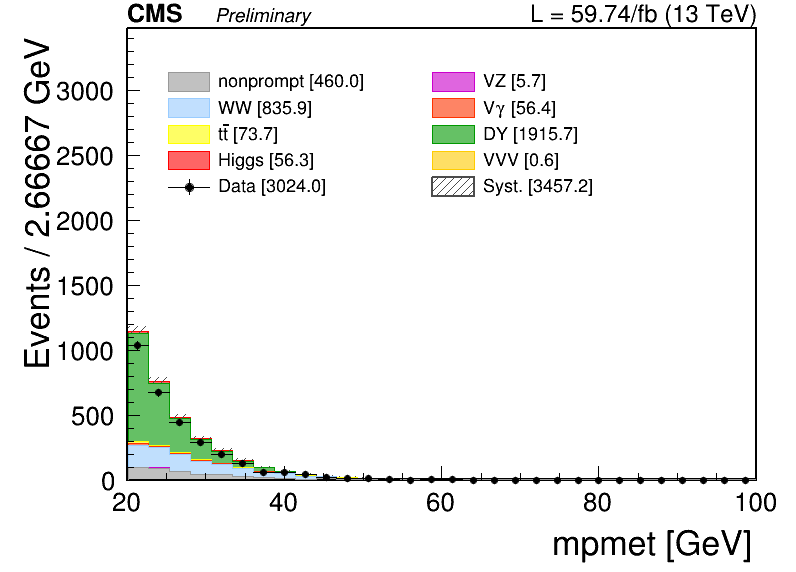 CMS Preliminary L = 59.74/fb (13 TeV)
Events / 2.66667 GeV
nonprompt [460.0]
WW [835.9]
tt̄ [73.7]
Higgs [56.3]
Data [3024.0]
VZ [5.7]
Vγ [56.4]
DY [1915.7]
VVV [0.6]
Syst. [3457.2]
3000
2500
2000
1500
1000
500
0
20 40 60 80 100
mpmet [GeV]